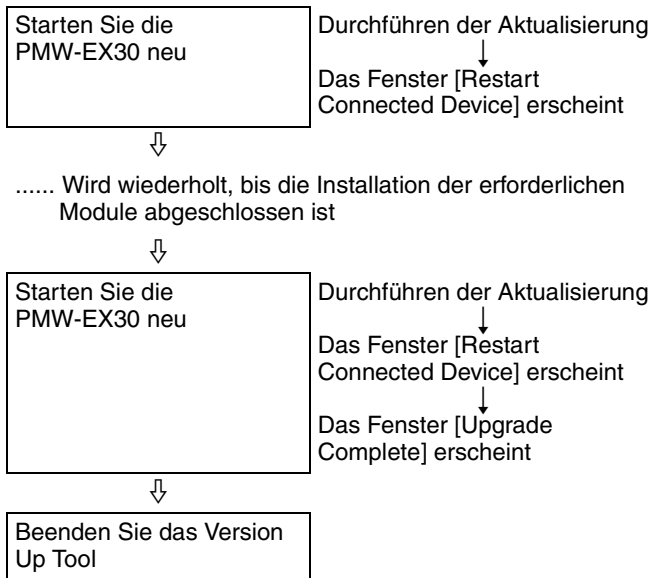 Starten Sie die
PMW-EX30 neu
Durchführen der Aktualisierung
Das Fenster [Restart
Connected Device] erscheint
...... Wird wiederholt, bis die Installation der erforderlichen
Module abgeschlossen ist
Starten Sie die
PMW-EX30 neu
Durchführen der Aktualisierung
Das Fenster [Restart
Connected Device] erscheint
Das Fenster [Upgrade
Complete] erscheint
Beenden Sie das Version
Up Tool